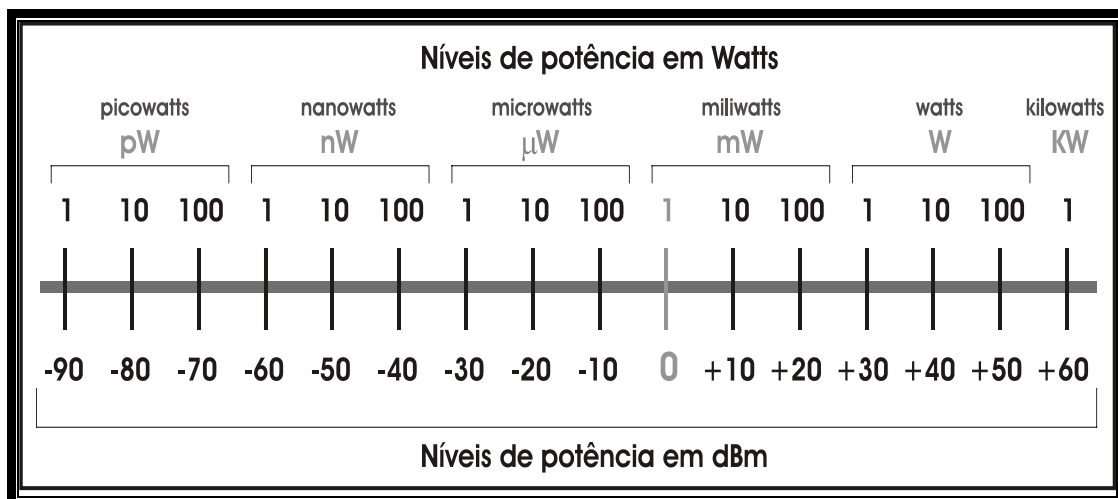 Níveis de potência em Watts
picowatts nanowatts microwatts miliwatts watts kilowatts
pW nW µW mW W KW
1 10 100 1 10 100 1 10 100 1 10 100 1 10 100 1
-90 -80 -70 -60 -50 -40 -30 -20 -10 0 +10 +20 +30 +40 +50 +60
Níveis de potência em dBm